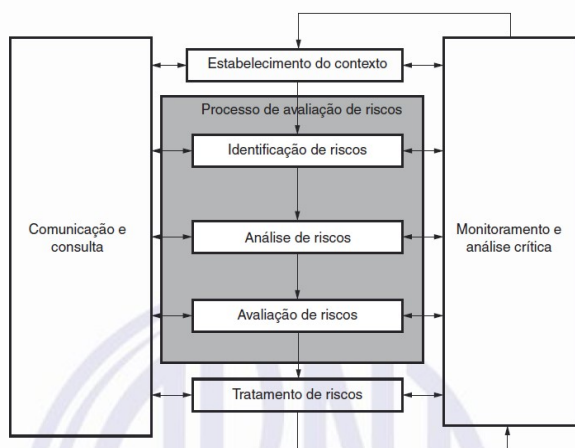 Estabelecimento do contexto
Processo de avaliação de riscos
Identificação de riscos
Comunicação e
consulta
Análise de riscos
Monitoramento e
análise crítica
Avaliação de riscos
Tratamento de riscos